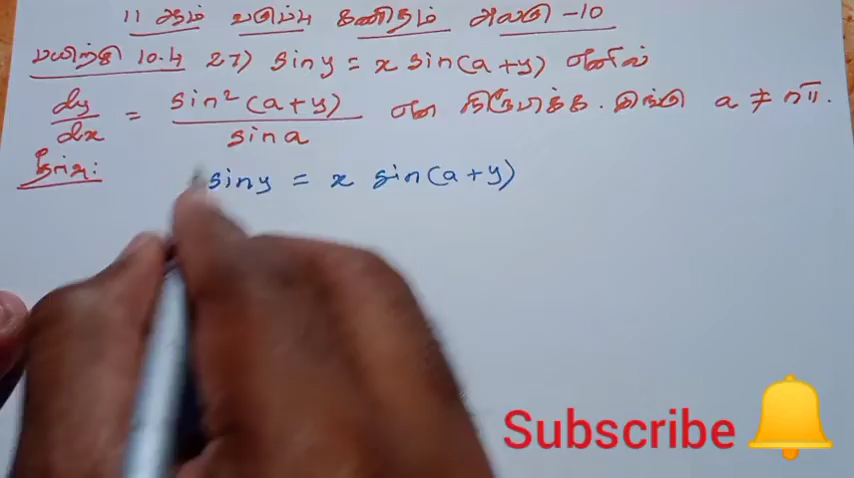 11 ஆம் வகுப்பு கணிதம் அலகு -10
பயிற்சி 10.4 27) siny = x sin(a+y) எனில்
dy/dx = sin²(a+y)/sina என நிரூபிக்க. இங்கு a ≠ nπ.
தீர்வு:
siny = x sin(a+y)
Subscribe